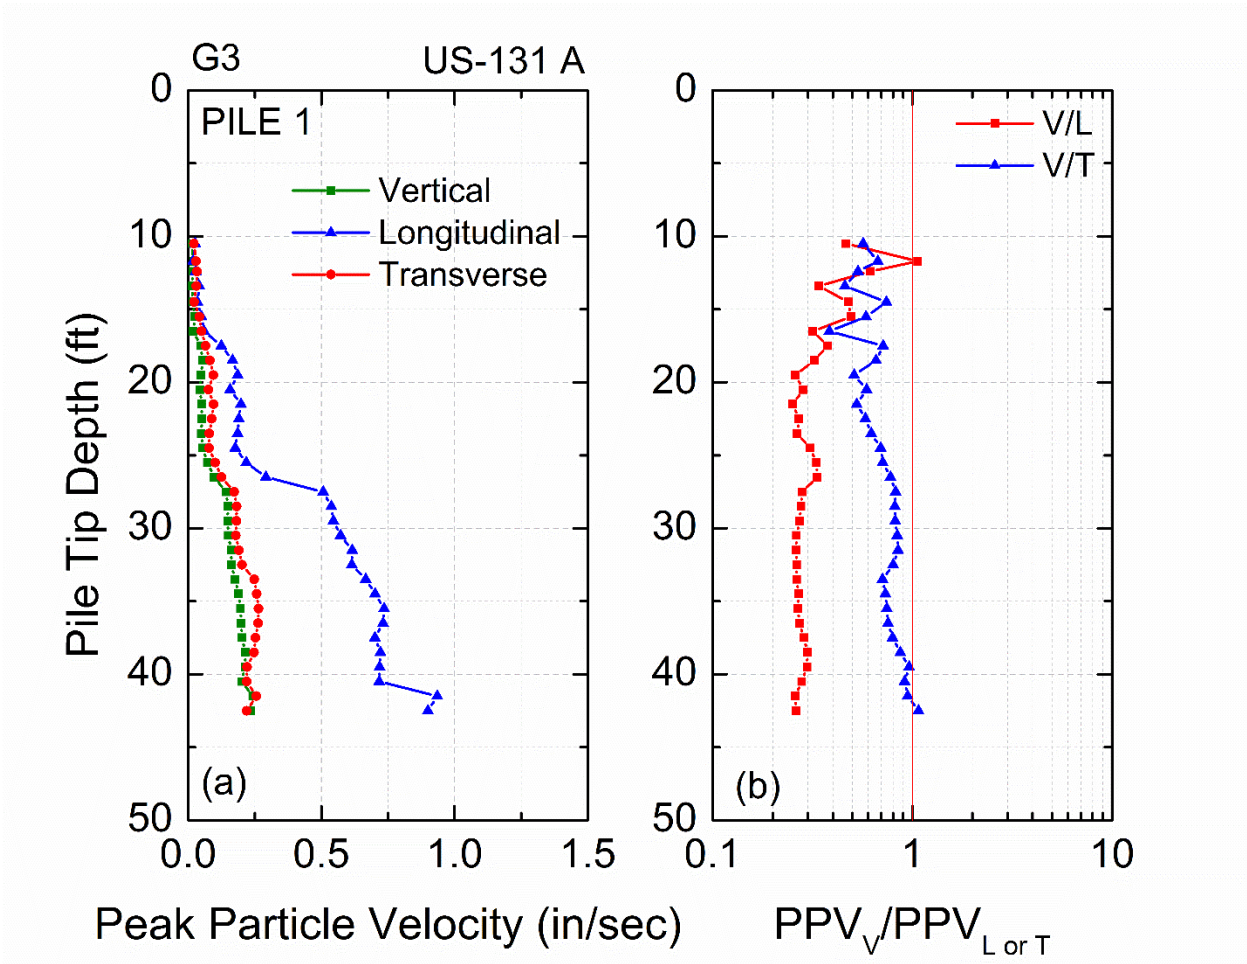 G3 US-131 A
PILE 1
Vertical
Longitudinal
Transverse
V/L
V/T
0
10
20
30
40
50
0
10
20
30
40
50
Pile Tip Depth (ft)
(a)
(b)
0.0 0.5 1.0 1.5
0.1 1 10
Peak Particle Velocity (in/sec)
PPVV/PPVL or T